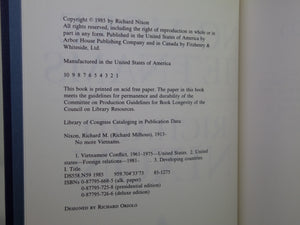 Copyright © 1985 by Richard Nixon
All rights reserved, including the right of reproduction in whole or
in part in any form. Published in the United States of America by
Arbor House Publishing Company and in Canada by Fitzhenry &
Whiteside, Ltd.
Manufactured in the United States of America
10 9 8 7 6 5 4 3 2 1
This book is printed on acid free paper. The paper in this book
meets the guidelines for permanence and durability of the
Committee on Production Guidelines for Book Longevity of the
Council on Library Resources.
Library of Congress Cataloging in Publication Data
Nixon, Richard M. (Richard Milhous), 1913-
No more Vietnams.
1. Vietnamese Conflict, 1961-1975—United States. 2. United
States—Foreign relations—1981- . 3. Developing countries
I. Title
DS558.N59 1985 959.704'33'73 85-1275
ISBNs 0-87795-668-5 (alk. paper)
0-87795-725-8 (presidential edition)
0-87795-726-6 (deluxe edition)
DESIGNED BY RICHARD ORIOLO